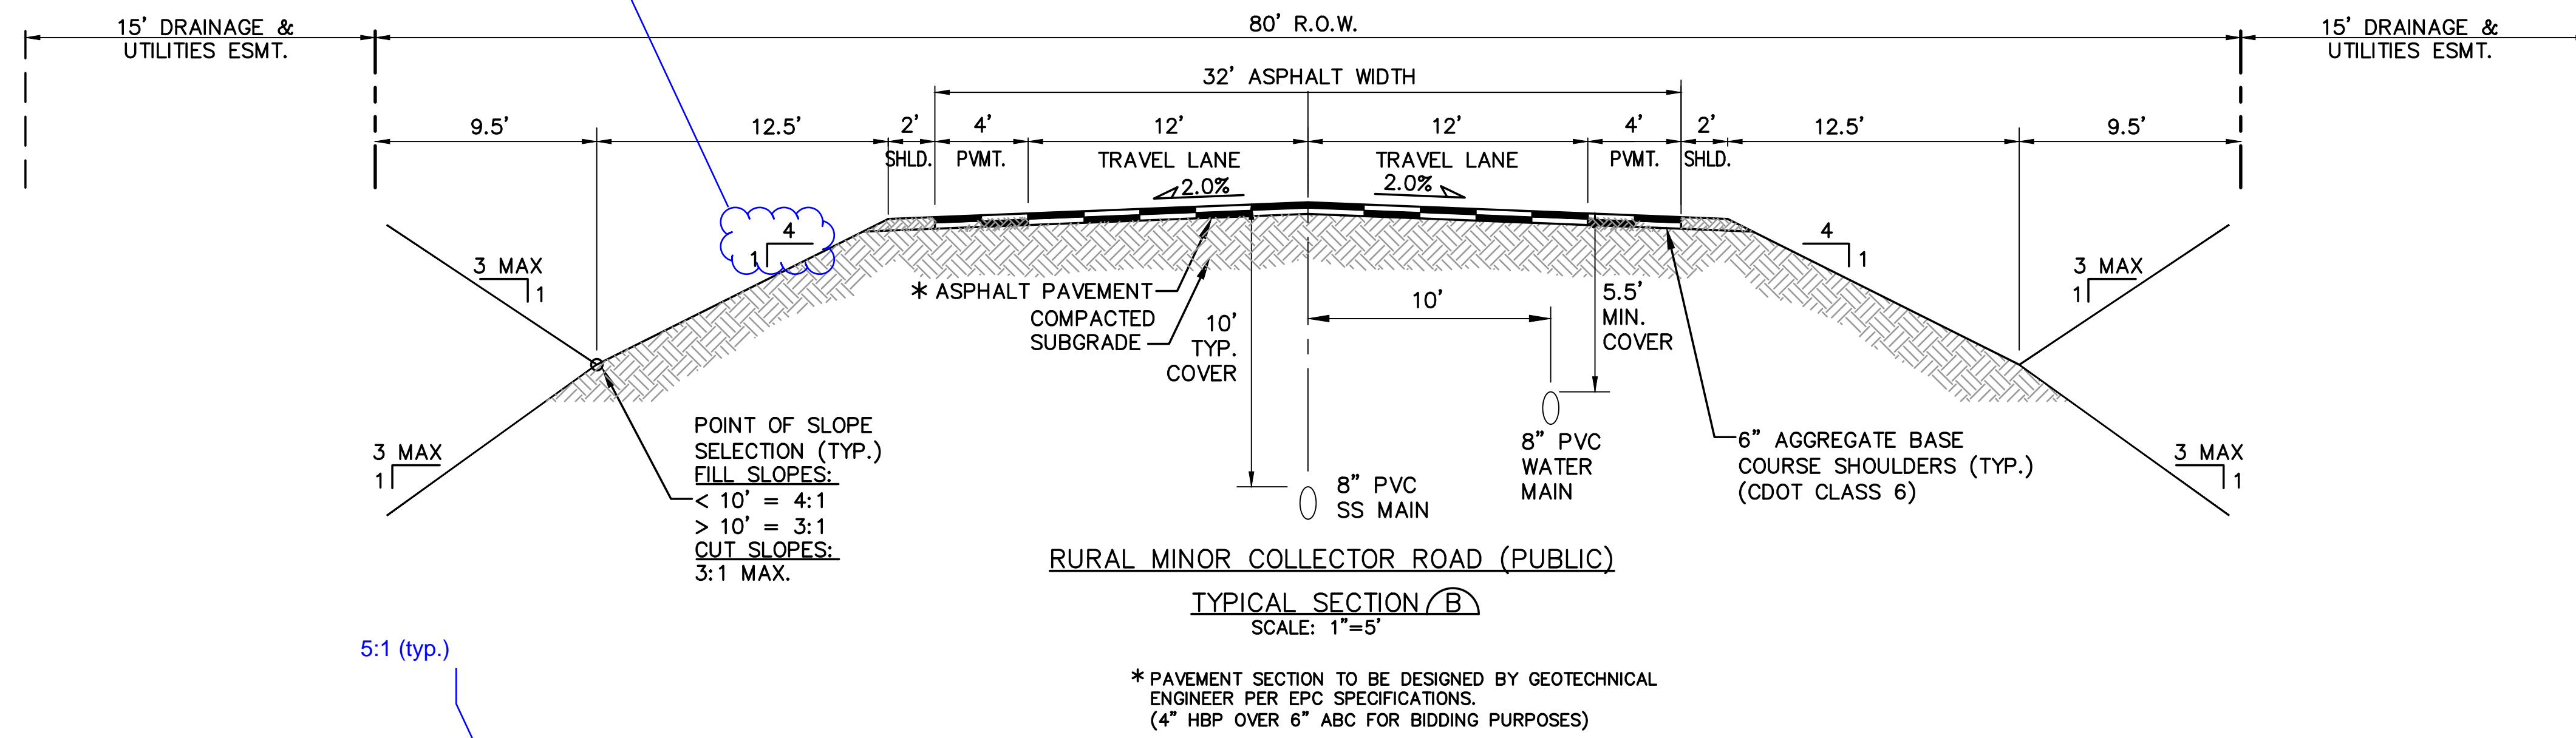 15' DRAINAGE &
UTILITIES ESMT.
80' R.O.W.
15' DRAINAGE &
UTILITIES ESMT.
32' ASPHALT WIDTH
9.5'
12.5'
2'
4'
12'
12'
4'
2'
12.5'
9.5'
SHLD.
PVMT.
TRAVEL LANE
TRAVEL LANE
PVMT.
SHLD.
2.0%
2.0%
4
1
4
1
3 MAX
1
3 MAX
1
* ASPHALT PAVEMENT
COMPACTED
SUBGRADE
10'
TYP.
COVER
10'
5.5'
MIN.
COVER
3 MAX
1
3 MAX
1
POINT OF SLOPE
SELECTION (TYP.)
FILL SLOPES:
< 10' = 4:1
> 10' = 3:1
CUT SLOPES:
3:1 MAX.
8" PVC
SS MAIN
8" PVC
WATER
MAIN
6" AGGREGATE BASE
COURSE SHOULDERS (TYP.)
(CDOT CLASS 6)
RURAL MINOR COLLECTOR ROAD (PUBLIC)
TYPICAL SECTION B
SCALE: 1"=5'
5:1 (typ.)
* PAVEMENT SECTION TO BE DESIGNED BY GEOTECHNICAL
ENGINEER PER EPC SPECIFICATIONS.
(4" HBP OVER 6" ABC FOR BIDDING PURPOSES)